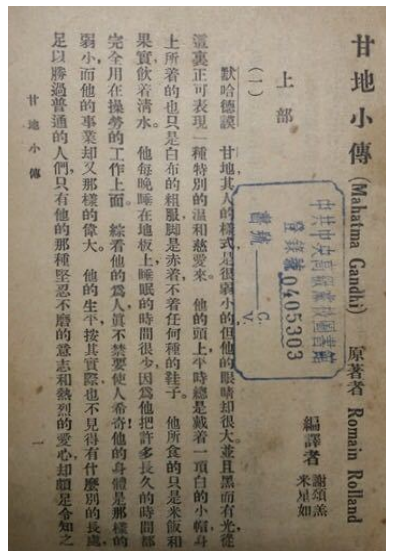 甘地小傳 (Mahatma Gandhi) 原著者 Romain Rolland
編譯者 謝頌羔
米星如
上部
(一)
默哈德謨 甘地其人的樣式是很弱小的但他的眼睛却很大並且黑而有光從
這裏正可表現一種特別的溫和慈愛來。 他的頭上平時總是戴着一頂白的小帽身
上所着的也只是白布的粗服脚是赤着不着任何種的鞋子。 他所食的只是米飯和
果實飲着清水。 他每晚睡在地板上睡眠的時間很少因爲他把許多長久的時間都
完全用在操勞的工作上面。 綜看他的爲人眞不禁要使人希奇!他的身體是那樣的
弱小而他的事業却又那樣的偉大。 他的生平按其實際也不見得有什麼別的長處
足以勝過普通的人們,只有他的那種堅忍不磨的意志和熱烈的愛心却頗足令知之
甘地小傳
一
中共中央高級黨校圖書館
登錄號 0405303
書號
C.
V.